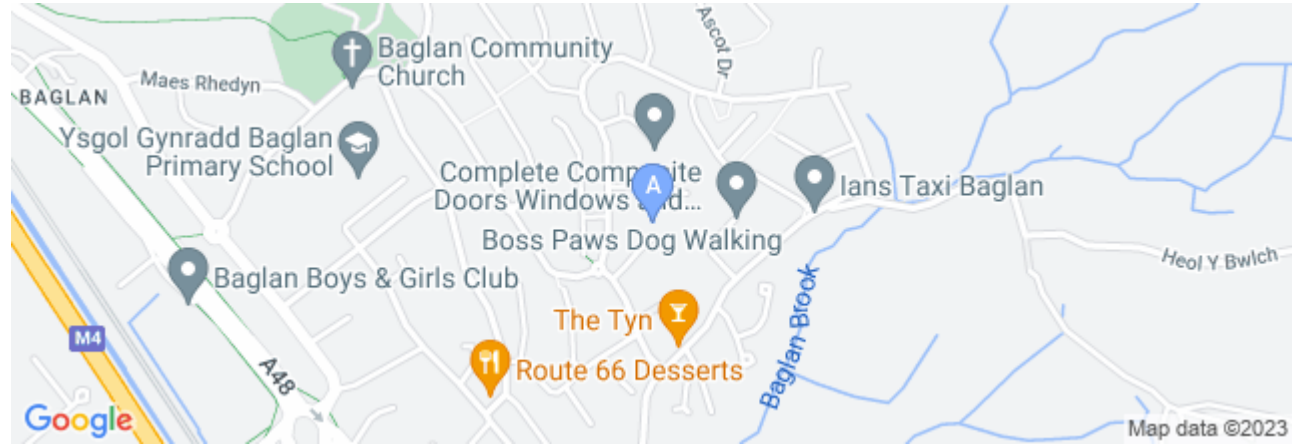 Ascot Dr
Baglan Community
Church
Maes Rhedyn
BAGLAN
Ysgol Gynradd Baglan
Primary School
Complete Composite
Doors Windows and...
Ians Taxi Baglan
A
Boss Paws Dog Walking
Heol Y Bwlch
Baglan Boys & Girls Club
Baglan Brook
The Tyn
M4
A48
Route 66 Desserts
Google
Map data ©2023